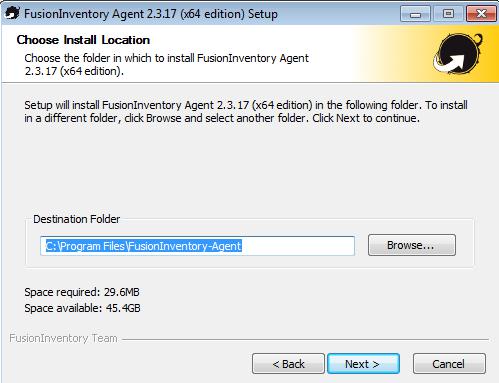 FusionInventory Agent 2.3.17 (x64 edition) Setup
Choose Install Location
Choose the folder in which to install FusionInventory Agent
2.3.17 (x64 edition).
Setup will install FusionInventory Agent 2.3.17 (x64 edition) in the following folder. To install
in a different folder, click Browse and select another folder. Click Next to continue.
Destination Folder
C:\Program Files\FusionInventory-Agent
Browse...
Space required: 29.6MB
Space available: 45.4GB
FusionInventory Team
< Back
Next >
Cancel